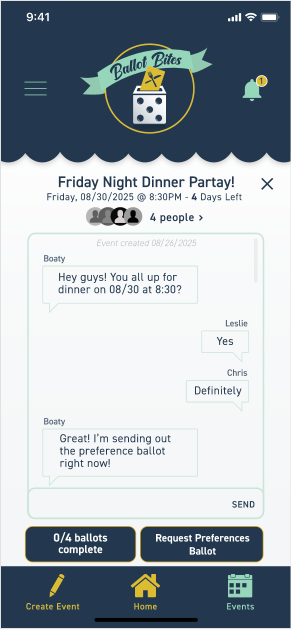 9:41
Ballot Bites
1
Friday Night Dinner Partay!
Friday, 08/30/2025 @ 8:30PM - 4 Days Left
4 people >
Event created 08/26/2025
Boaty
Hey guys! You all up for
dinner on 08/30 at 8:30?
Leslie
Yes
Chris
Definitely
Boaty
Great! I'm sending out
the preference ballot
right now!
SEND
0/4 ballots
complete
Request Preferences
Ballot
Create Event
Home
Events